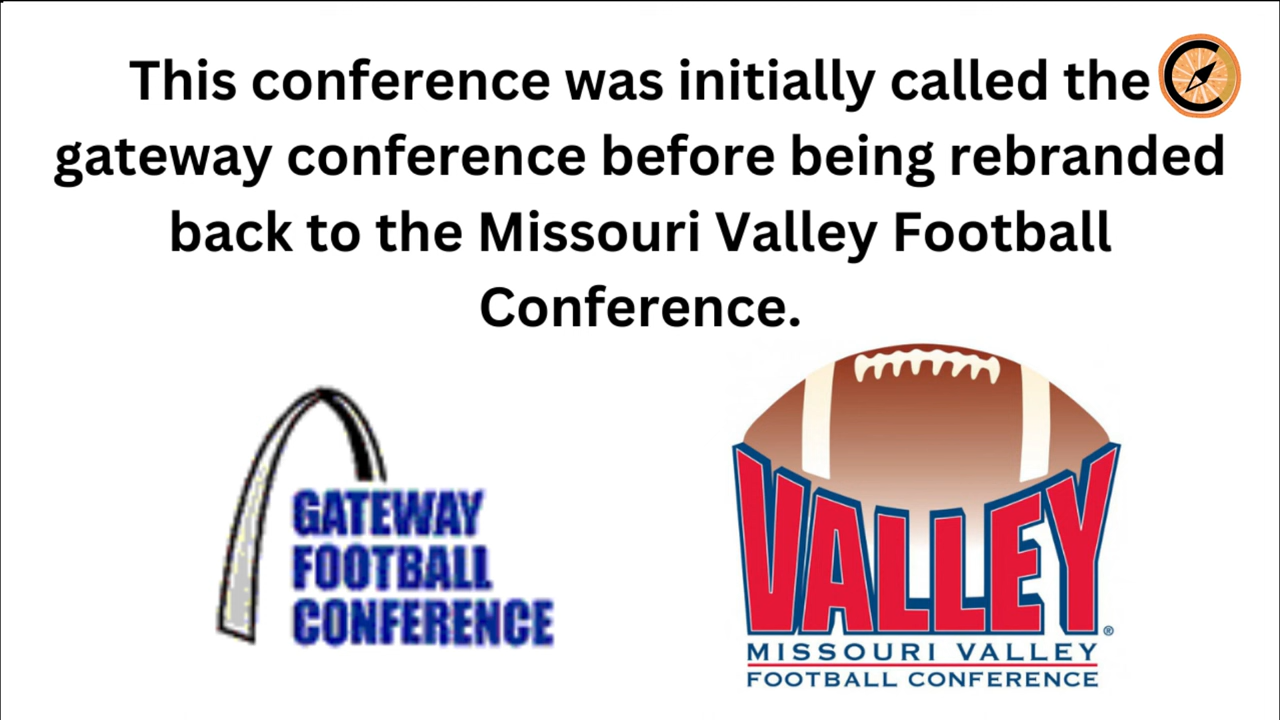 This conference was initially called the
gateway conference before being rebranded
back to the Missouri Valley Football
Conference.
GATEWAY
FOOTBALL
CONFERENCE
VALLEY®
MISSOURI VALLEY
FOOTBALL CONFERENCE